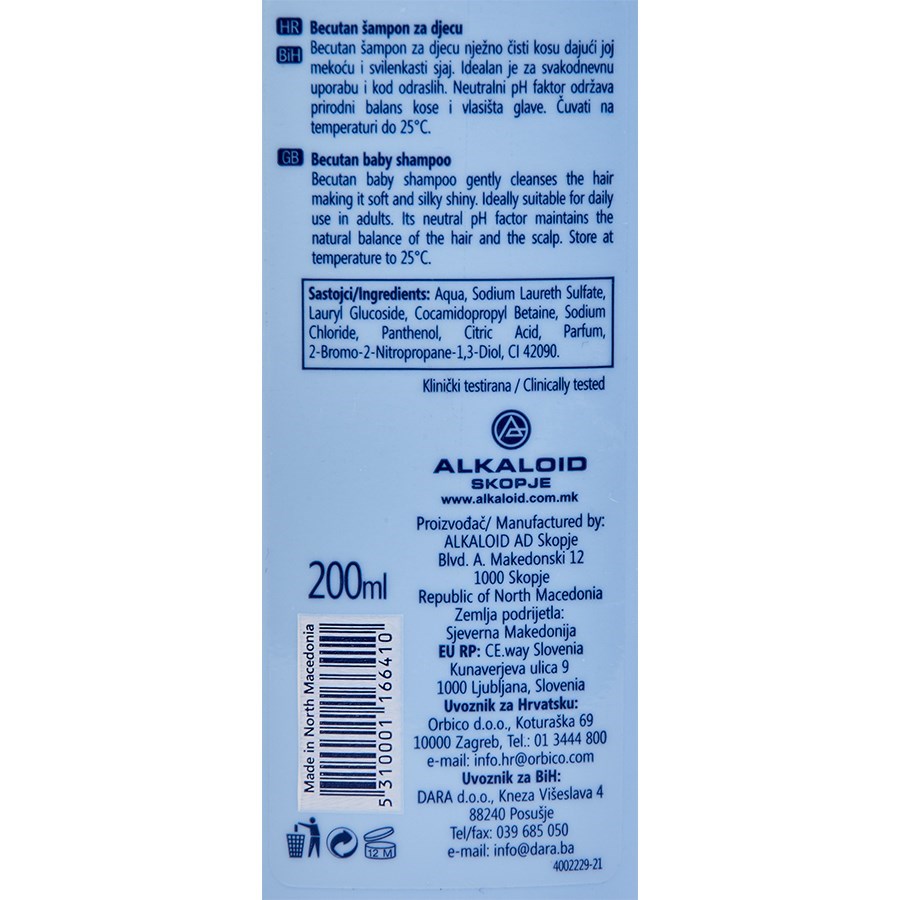 HR Becutan šampon za djecu
BiH Becutan šampon za djecu nježno čisti kosu dajući joj
mekoću i svilenkasti sjaj. Idealan je za svakodnevnu
uporabu i kod odraslih. Neutralni pH faktor održava
prirodni balans kose i vlasišta glave. Čuvati na
temperaturi do 25°C.
GB Becutan baby shampoo
Becutan baby shampoo gently cleanses the hair
making it soft and silky shiny. Ideally suitable for daily
use in adults. Its neutral pH factor maintains the
natural balance of the hair and the scalp. Store at
temperature to 25°C.
Sastojci/Ingredients: Aqua, Sodium Laureth Sulfate,
Lauryl Glucoside, Cocamidopropyl Betaine, Sodium
Chloride, Panthenol, Citric Acid, Parfum,
2-Bromo-2-Nitropropane-1,3-Diol, CI 42090.
Klinički testirana / Clinically tested
ALKALOID
SKOPJE
www.alkaloid.com.mk
Proizvođač/ Manufactured by:
ALKALOID AD Skopje
Blvd. A. Makedonski 12
1000 Skopje
Republic of North Macedonia
Zemlja podrijetla:
Sjeverna Makedonija
EU RP: CE.way Slovenia
Kunaverjeva ulica 9
1000 Ljubljana, Slovenia
Uvoznik za Hrvatsku:
Orbico d.o.o., Koturaška 69
10000 Zagreb, Tel.: 01 3444 800
e-mail: info.hr@orbico.com
Uvoznik za BiH:
DARA d.o.o., Kneza Višeslava 4
88240 Posušje
Tel/fax: 039 685 050
e-mail: info@dara.ba
4002229-21
200ml
Made in North Macedonia
5 310001 166410
12 M